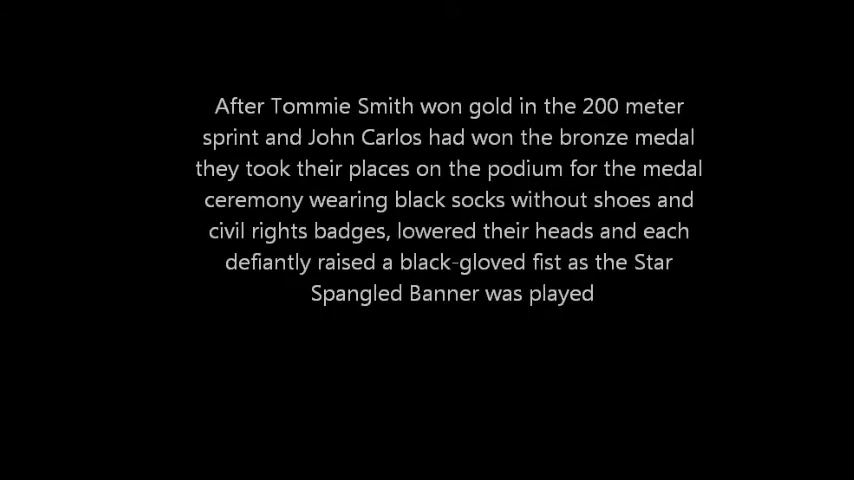 After Tommie Smith won gold in the 200 meter
sprint and John Carlos had won the bronze medal
they took their places on the podium for the medal
ceremony wearing black socks without shoes and
civil rights badges, lowered their heads and each
defiantly raised a black-gloved fist as the Star
Spangled Banner was played